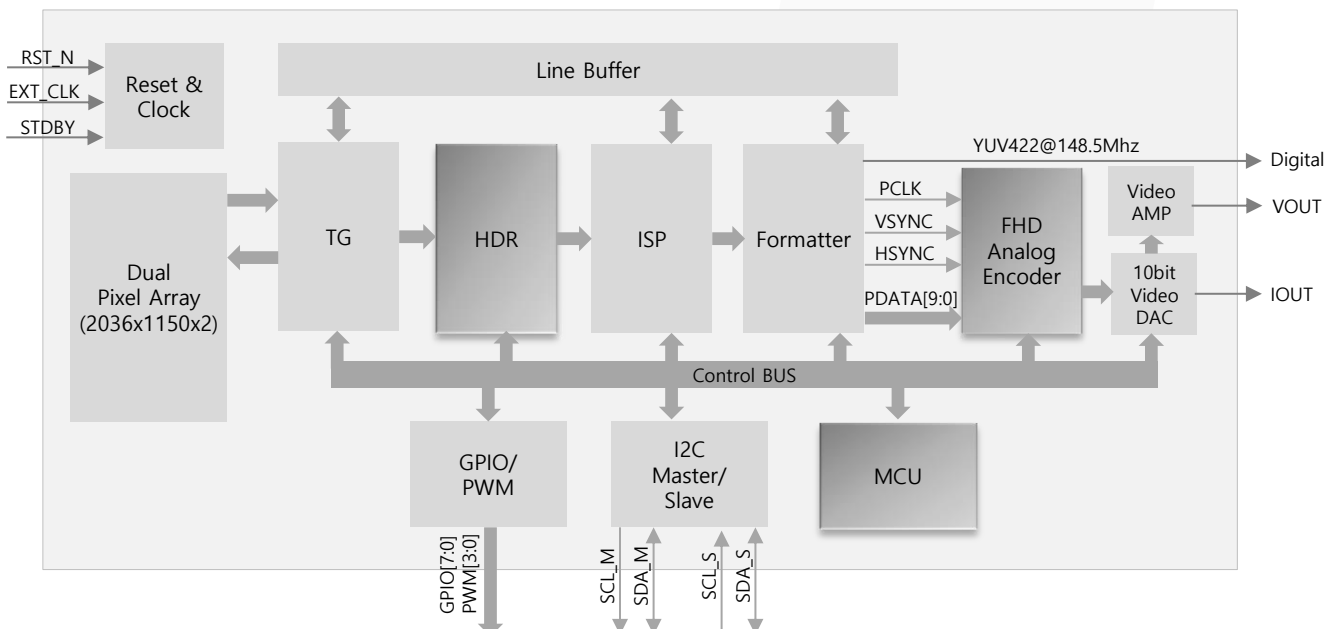 RST_N
EXT_CLK
STDBY
Reset &
Clock
Line Buffer
Dual
Pixel Array
(2036x1150x2)
TG
HDR
ISP
Formatter
YUV422@148.5Mhz
PCLK
VSYNC
HSYNC
PDATA[9:0]
FHD
Analog
Encoder
Video
AMP
10bit
Video
DAC
Digital
VOUT
IOUT
Control BUS
GPIO/
PWM
I2C
Master/
Slave
MCU
GPIO[7:0]
PWM[3:0]
SCL_M
SDA_M
SCL_S
SDA_S